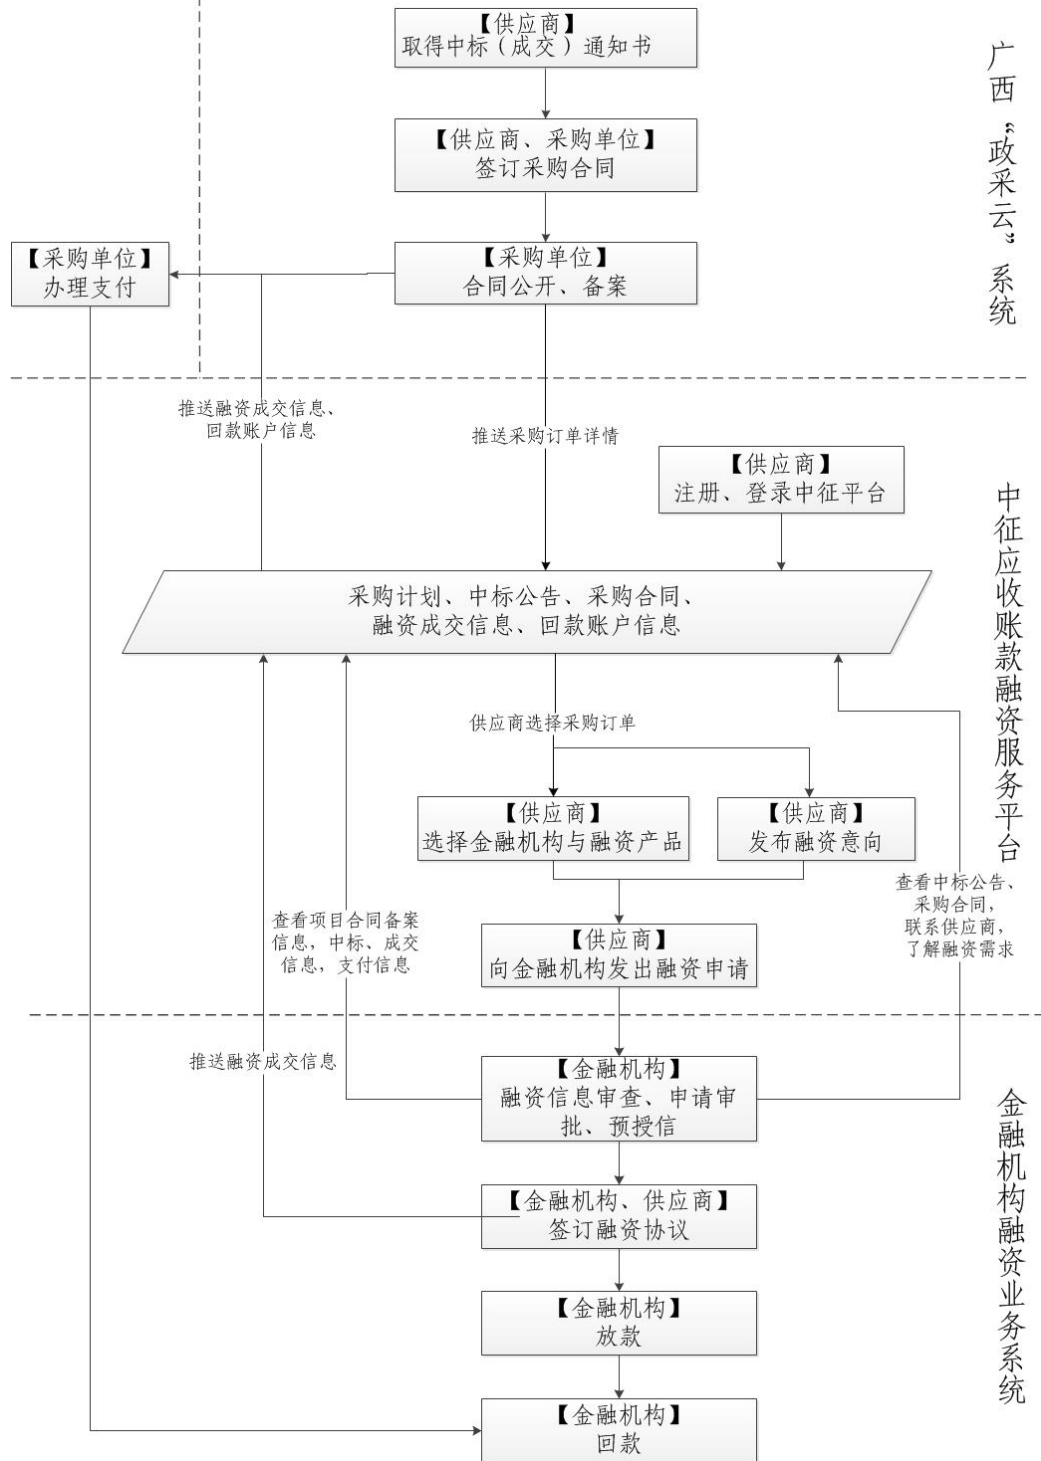 【供应商】
取得中标（成交）通知书
【供应商、采购单位】
签订采购合同
【采购单位】
合同公开、备案
【采购单位】
办理支付
广西“政采云”系统
推送融资成交信息、
回款账户信息
推送采购订单详情
【供应商】
注册、登录中征平台
采购计划、中标公告、采购合同、
融资成交信息、回款账户信息
中征应收账款融资服务平台
供应商选择采购订单
【供应商】
选择金融机构与融资产品
【供应商】
发布融资意向
查看中标公告、
采购合同，
联系供应商，
了解融资需求
查看项目合同备案
信息，中标、成交
信息，支付信息
【供应商】
向金融机构发出融资申请
推送融资成交信息
【金融机构】
融资信息审查、申请审
批、预授信
【金融机构、供应商】
签订融资协议
【金融机构】
放款
【金融机构】
回款
金融机构融资业务系统